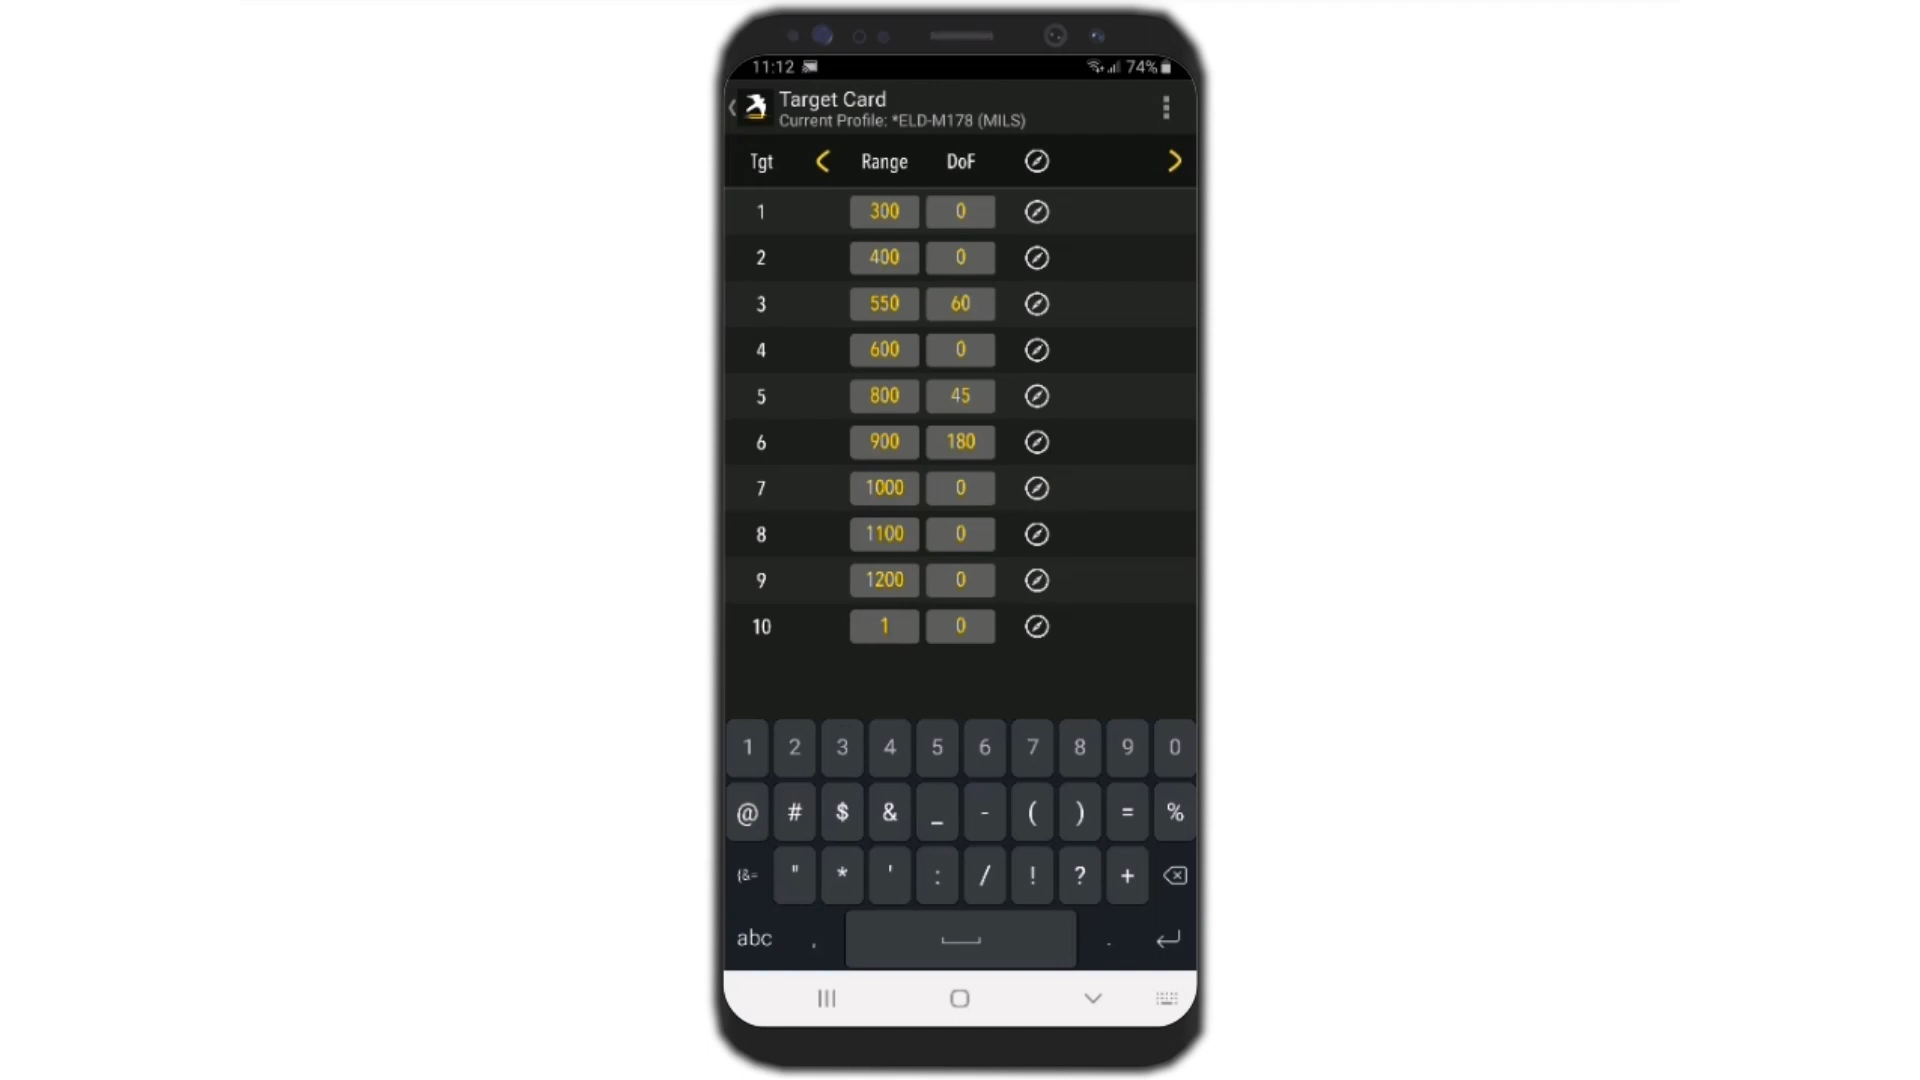 11:12 74%
Target Card
Current Profile: *ELD-M178 (MILS)
Tgt < Range DoF >
1 300 0
2 400 0
3 550 60
4 600 0
5 800 45
6 900 180
7 1000 0
8 1100 0
9 1200 0
10 1 0
1 2 3 4 5 6 7 8 9 0
@ # $ & _ - ( ) = %
{&= " * ' : / ! ? +
abc , .